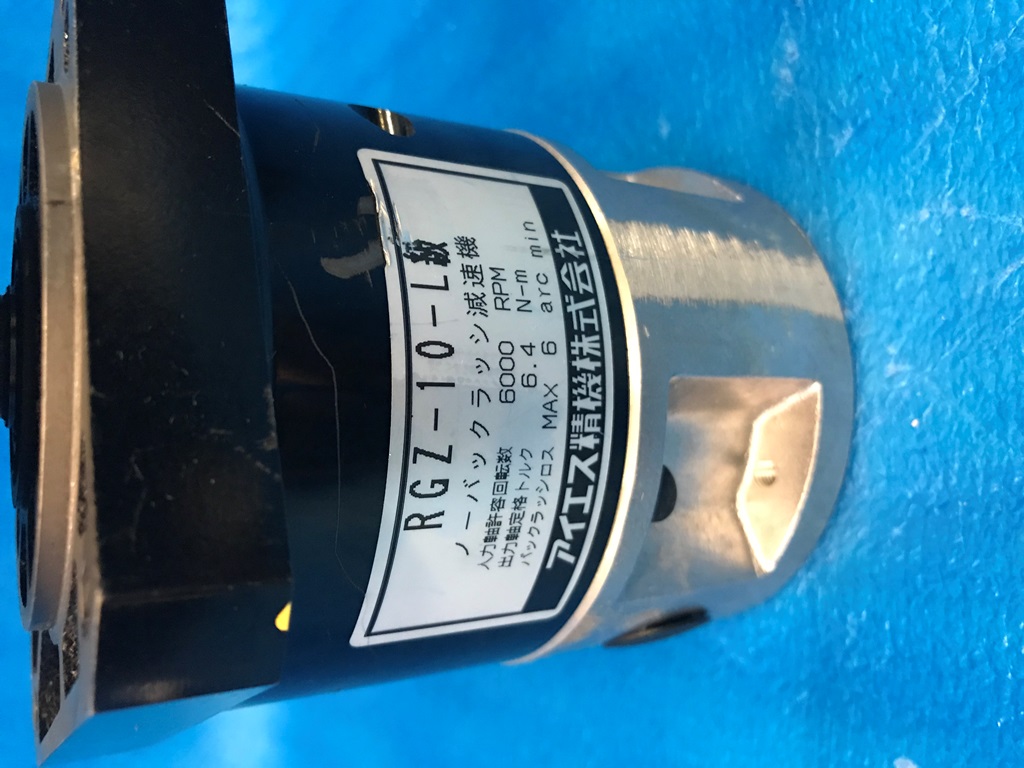 RGZ-10-L級
ノーバックラッシ減速機
入力軸許容回転数 6000 RPM
出力軸定格トルク 6.4 N-m
バックラッシロス MAX 6 arc min
アイエス精機株式会社